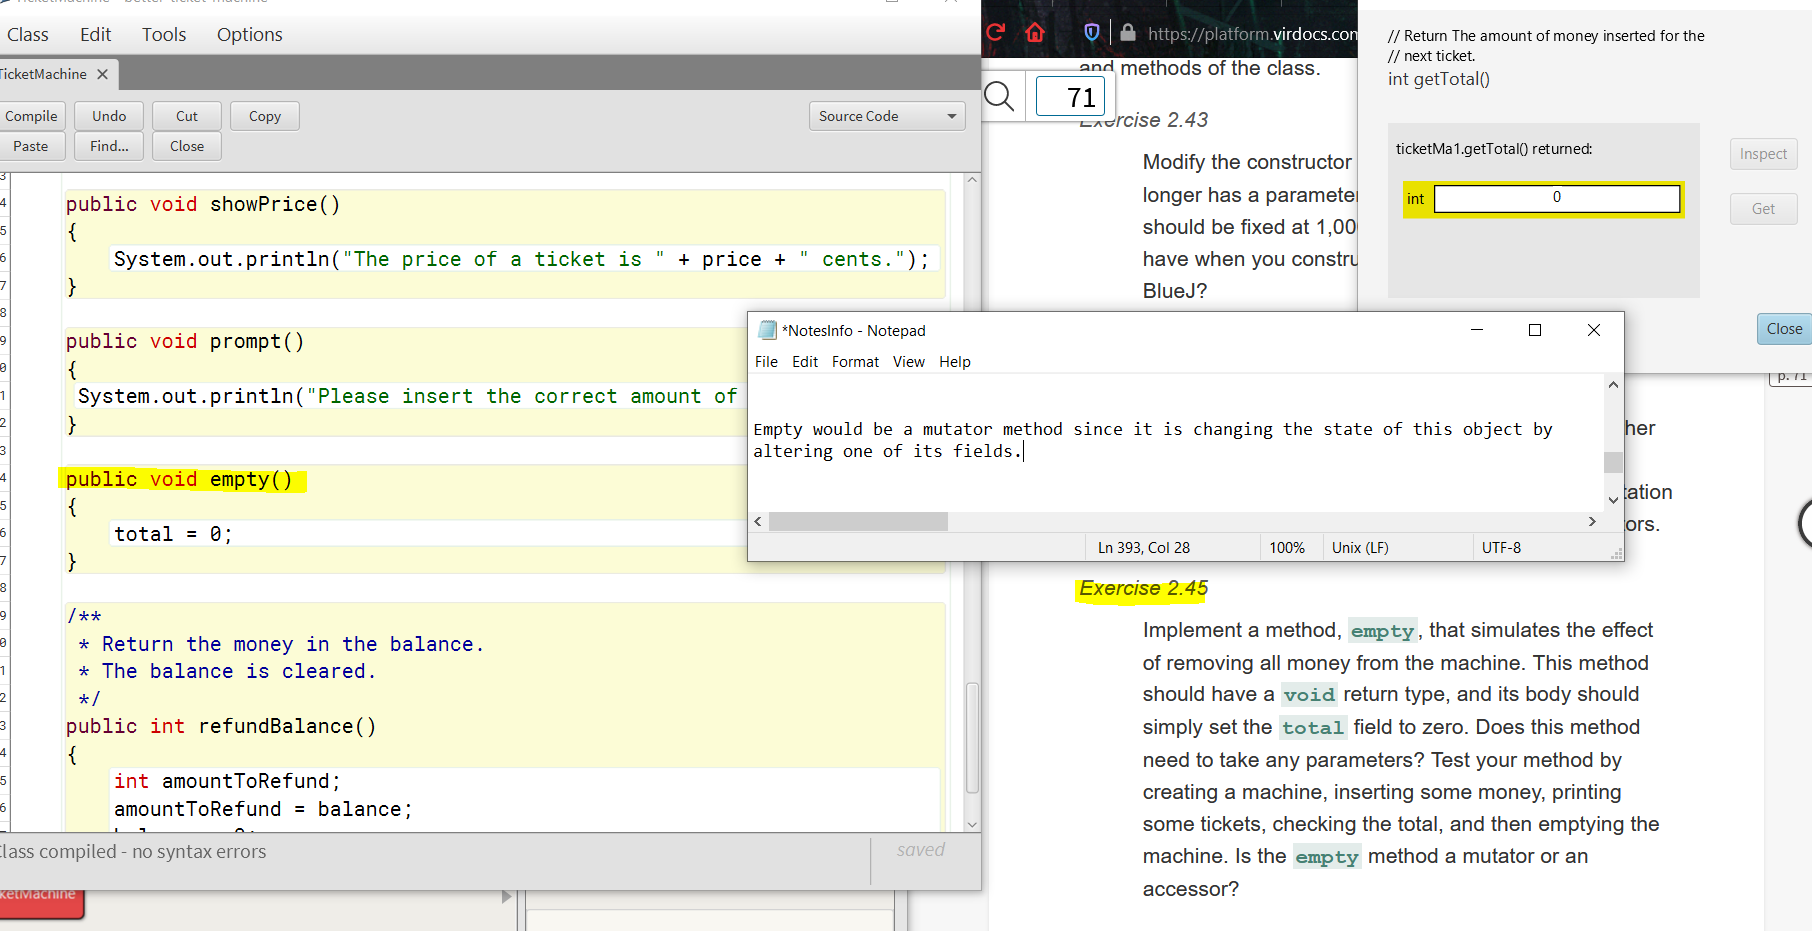 Class Edit Tools Options
TicketMachine ✕
Compile Undo Cut Copy
Paste Find... Close
Source Code
public void showPrice()
{
System.out.println("The price of a ticket is " + price + " cents.");
}
public void prompt()
{
System.out.println("Please insert the correct amount of
}
public void empty()
{
total = 0;
}
/**
* Return the money in the balance.
* The balance is cleared.
*/
public int refundBalance()
{
int amountToRefund;
amountToRefund = balance;
Class compiled - no syntax errors
saved
https://platform.virdocs.com
71
and methods of the class.
Exercise 2.43
Modify the constructor
longer has a parameter
should be fixed at 1,00
have when you constru
BlueJ?
// Return The amount of money inserted for the
// next ticket.
int getTotal()
ticketMa1.getTotal() returned:
int 0
Inspect
Get
Close
p. 71
*NotesInfo - Notepad
File Edit Format View Help
Empty would be a mutator method since it is changing the state of this object by
altering one of its fields.
Ln 393, Col 28 100% Unix (LF) UTF-8
her
tation
ors.
Exercise 2.45
Implement a method, empty, that simulates the effect
of removing all money from the machine. This method
should have a void return type, and its body should
simply set the total field to zero. Does this method
need to take any parameters? Test your method by
creating a machine, inserting some money, printing
some tickets, checking the total, and then emptying the
machine. Is the empty method a mutator or an
accessor?